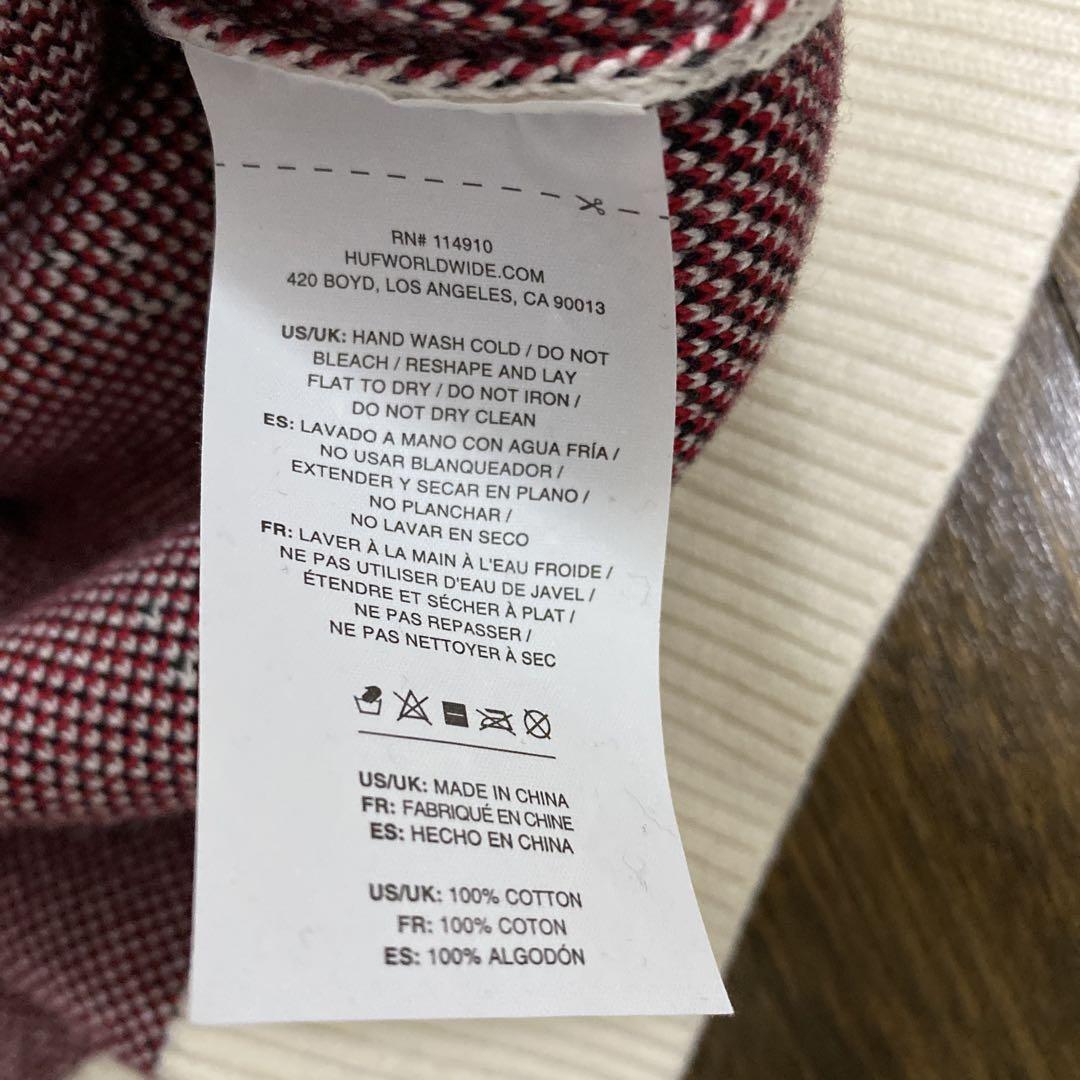 RN# 114910
HUFWORLDWIDE.COM
420 BOYD, LOS ANGELES, CA 90013
US/UK: HAND WASH COLD / DO NOT
BLEACH / RESHAPE AND LAY
FLAT TO DRY / DO NOT IRON /
DO NOT DRY CLEAN
ES: LAVADO A MANO CON AGUA FRÍA /
NO USAR BLANQUEADOR /
EXTENDER Y SECAR EN PLANO /
NO PLANCHAR /
NO LAVAR EN SECO
FR: LAVER À LA MAIN À L'EAU FROIDE /
NE PAS UTILISER D'EAU DE JAVEL /
ÉTENDRE ET SÉCHER À PLAT /
NE PAS REPASSER /
NE PAS NETTOYER À SEC
US/UK: MADE IN CHINA
FR: FABRIQUÉ EN CHINE
ES: HECHO EN CHINA
US/UK: 100% COTTON
FR: 100% COTON
ES: 100% ALGODÓN